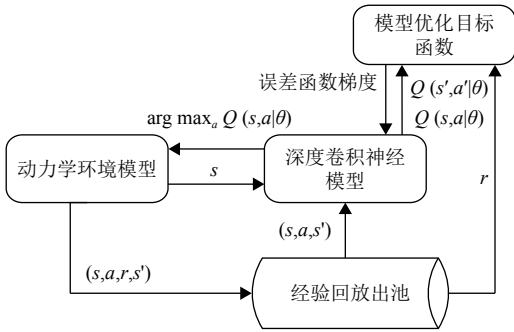 模型优化目标
函数
误差函数梯度
Q (s′,a′|θ)
Q (s,a|θ)
arg maxₐ Q (s,a|θ)
动力学环境模型
s
深度卷积神经
模型
r
(s,a,s')
(s,a,r,s')
经验回放出池